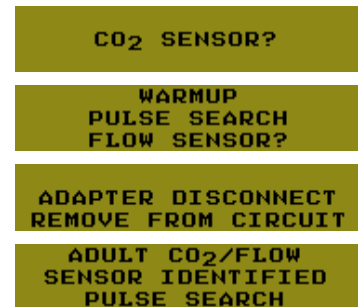 CO₂ SENSOR?
WARMUP
PULSE SEARCH
FLOW SENSOR?
ADAPTER DISCONNECT
REMOVE FROM CIRCUIT
ADULT CO₂/FLOW
SENSOR IDENTIFIED
PULSE SEARCH